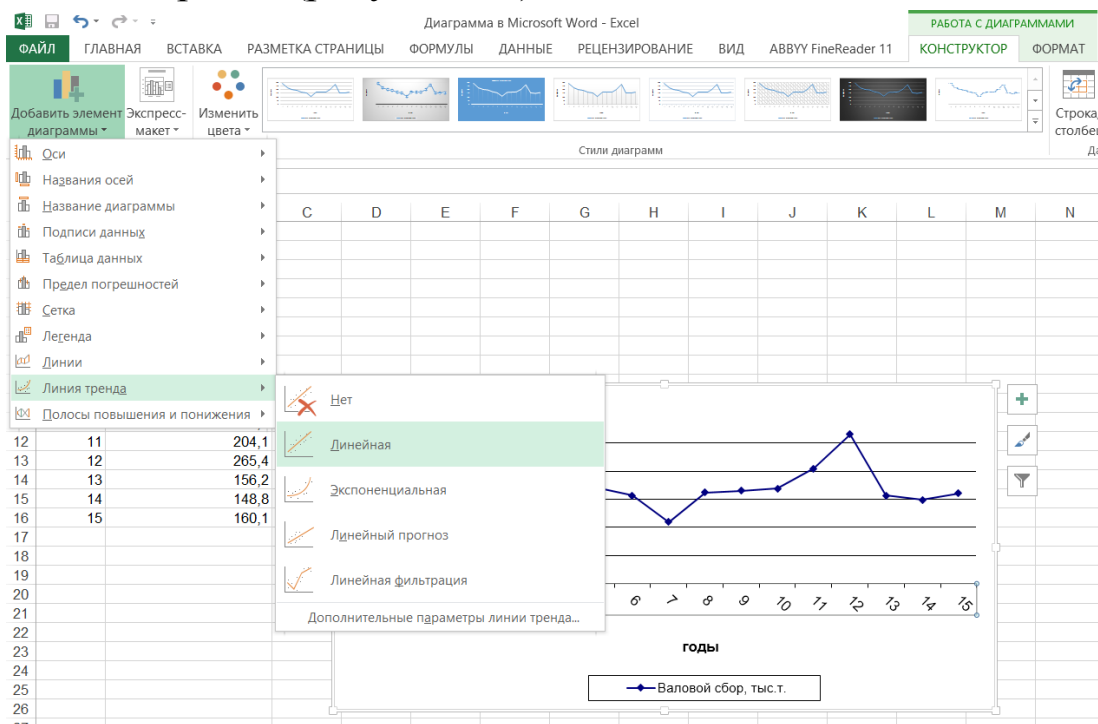 Диаграмма в Microsoft Word - Excel
РАБОТА С ДИАГРАММАМИ
ФАЙЛ ГЛАВНАЯ ВСТАВКА РАЗМЕТКА СТРАНИЦЫ ФОРМУЛЫ ДАННЫЕ РЕЦЕНЗИРОВАНИЕ ВИД ABBYY FineReader 11 КОНСТРУКТОР ФОРМАТ
Добавить элемент диаграммы
Экспресс-макет
Изменить цвета
Стили диаграмм
C D E F G H I J K L M N
Оси
Названия осей
Название диаграммы
Подписи данных
Таблица данных
Предел погрешностей
Сетка
Легенда
Линии
Линия тренда
Полосы повышения и понижения
Нет
Линейная
Экспоненциальная
Линейный прогноз
Линейная фильтрация
Дополнительные параметры линии тренда...
12 11 204,1
13 12 265,4
14 13 156,2
15 14 148,8
16 15 160,1
17
18
19
20
21
22
23
24
25
26
6 7 8 9 10 11 12 13 14 15
годы
Валовой сбор, тыс.т.